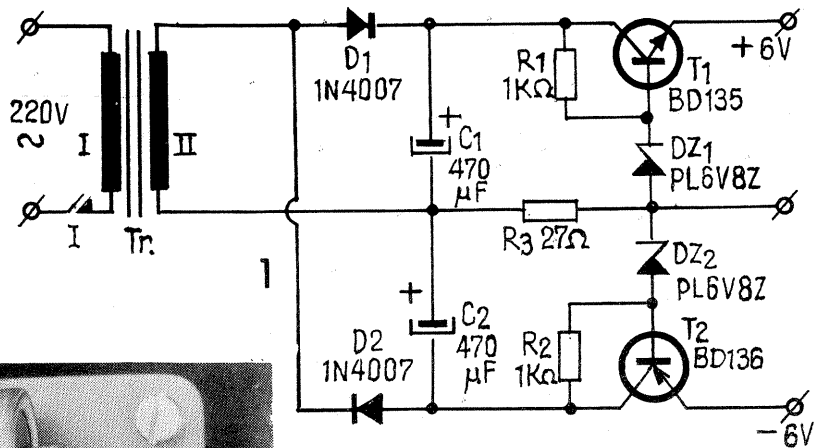 220V
~
I
II
I
Tr.
1
D1
1N4007
+
C1
470
μF
R1
1KΩ
T1
BD135
+6V
DZ1
PL6V8Z
R3 27Ω
DZ2
PL6V8Z
+
C2
470
μF
D2
1N4007
R2
1KΩ
T2
BD136
-6V